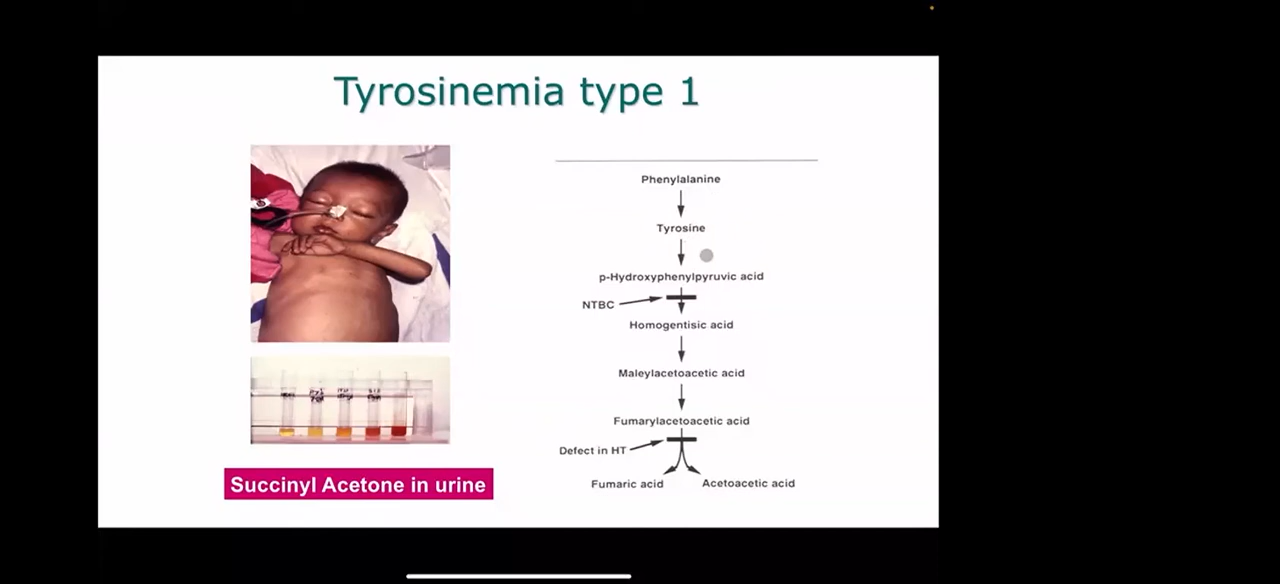 Tyrosinemia type 1
Phenylalanine
Tyrosine
p-Hydroxyphenylpyruvic acid
NTBC
Homogentisic acid
Maleylacetoacetic acid
Fumarylacetoacetic acid
Defect in HT
Fumaric acid
Acetoacetic acid
Succinyl Acetone in urine